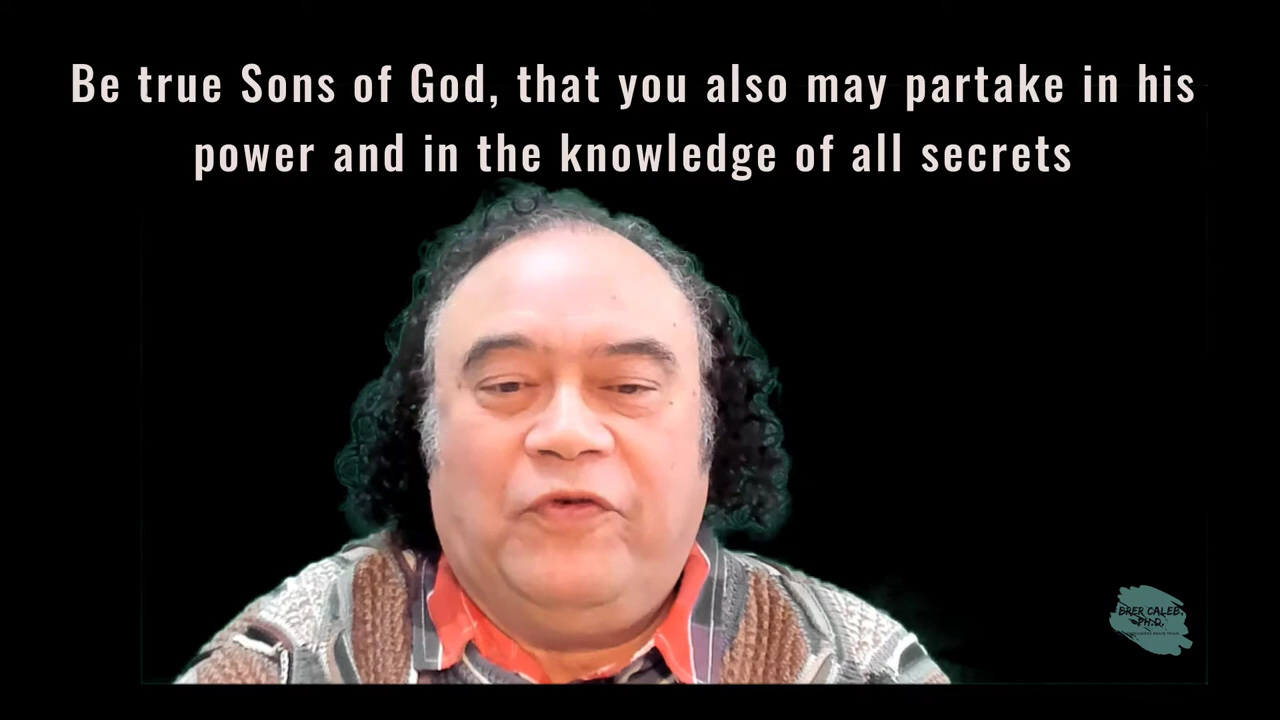 Be true Sons of God, that you also may partake in his
power and in the knowledge of all secrets
BRER CALEB,
PH.D.